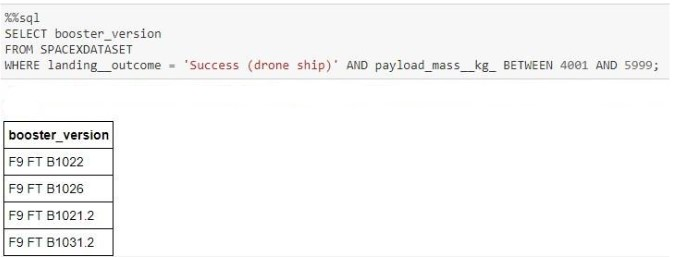 %%sql
SELECT booster_version
FROM SPACEXDATASET
WHERE landing__outcome = 'Success (drone ship)' AND payload_mass__kg_ BETWEEN 4001 AND 5999;
booster_version
F9 FT B1022
F9 FT B1026
F9 FT B1021.2
F9 FT B1031.2